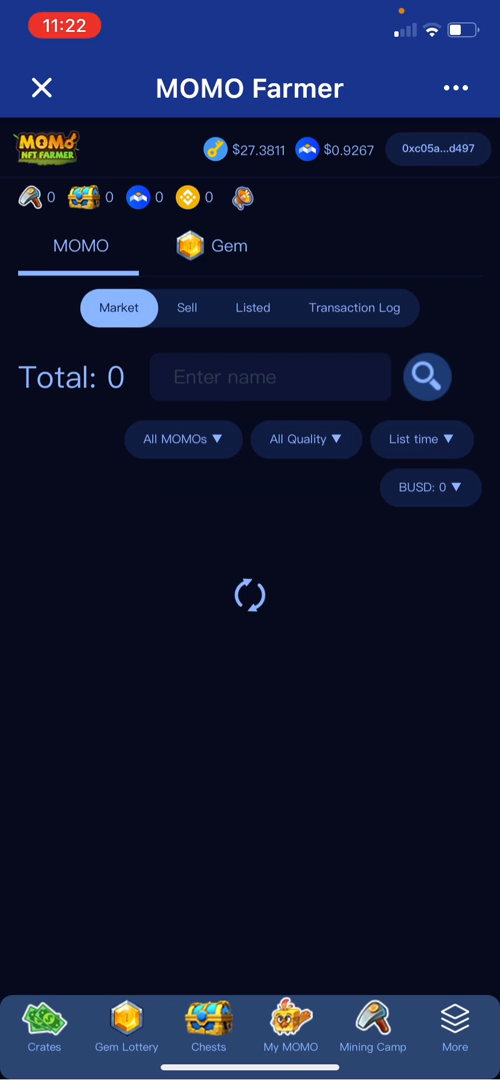 11:22
MOMO Farmer
MOMO
NFT FARMER
$27.3811
$0.9267
0xc05a...d497
0
0
0
0
MOMO
Gem
Market
Sell
Listed
Transaction Log
Total: 0
Enter name
All MOMOs ▼
All Quality ▼
List time ▼
BUSD: 0 ▼
Crates
Gem Lottery
Chests
My MOMO
Mining Camp
More